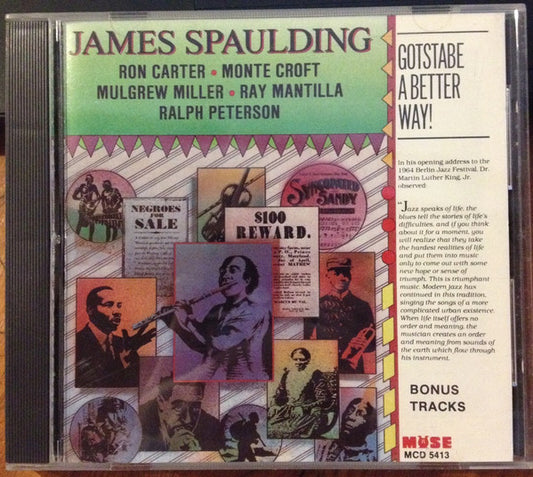 JAMES SPAULDING
RON CARTER • MONTE CROFT
MULGREW MILLER • RAY MANTILLA
RALPH PETERSON
GOTSTABE
A BETTER
WAY!
In his opening address to the
1964 Berlin Jazz Festival, Dr.
Martin Luther King, Jr.
observed
"Jazz speaks of life, the
blues tell the stories of life's
difficulties, and if you think
about it for a moment, you
will realize that they take
the hardest realities of life
and put them into music
only to come out with some
new hope or sense of
triumph. This is triumphant
music. Modern Jazz has
continued in this tradition,
singing the songs of a more
complicated urban existence.
When life itself offers no
order and meaning, the
musician creates an order
and meaning from sounds of
the earth which flow through
his instrument.
BONUS
TRACKS
MUSE
MCD 5413
SYNCOPATED
SANDY
NEGROES
FOR
SALE
$100
REWARD.